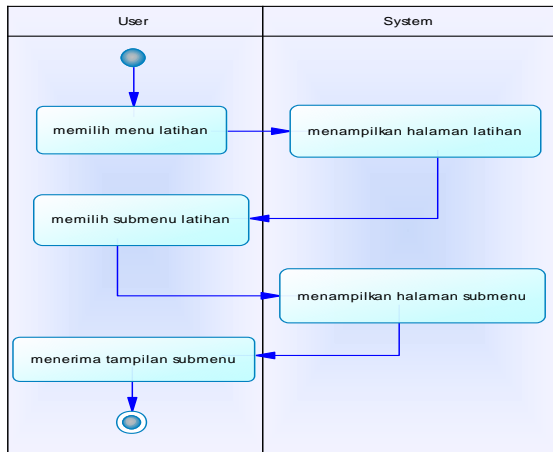 User
System
memilih menu latihan
menampilkan halaman latihan
memilih submenu latihan
menampilkan halaman submenu
menerima tampilan submenu